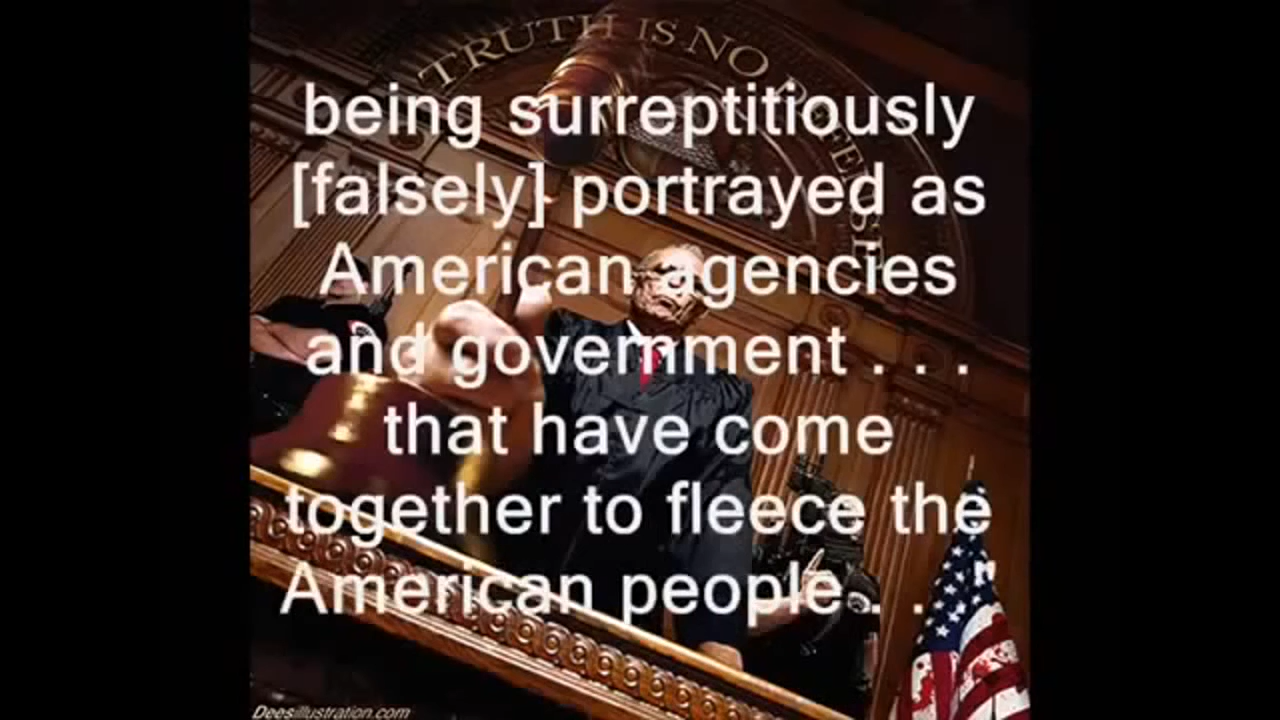 TRUTH IS NO DEFENSE
being surreptitiously
[falsely] portrayed as
American agencies
and government . . .
that have come
together to fleece the
American people . . "
Deesillustration.com